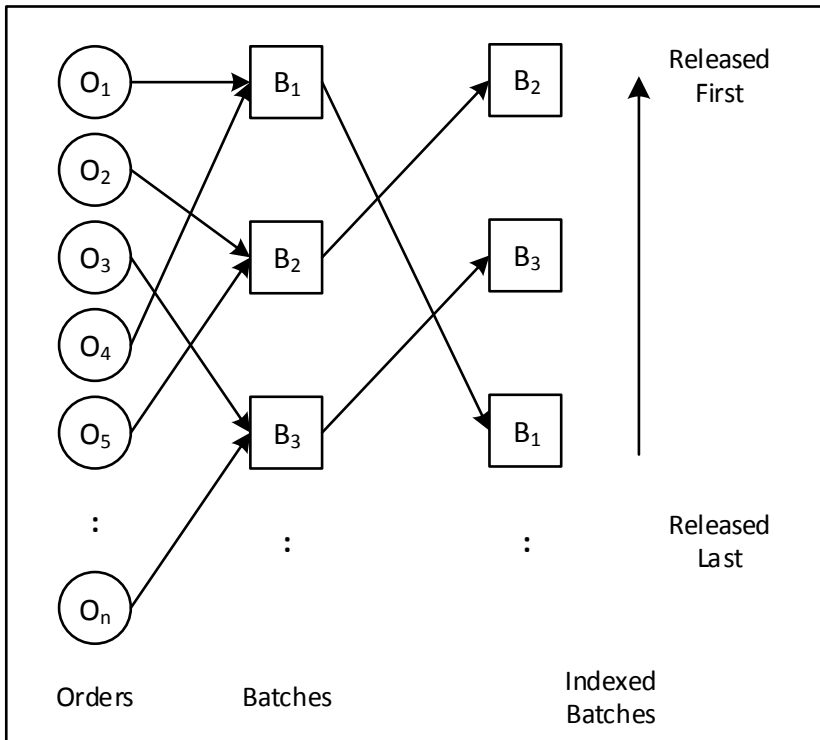 O₁ B₁ B₂ Released
First
O₂
O₃ B₂ B₃
O₄
O₅ B₃ B₁
:
: :
Released
Last
Oₙ
Orders Batches Indexed
Batches